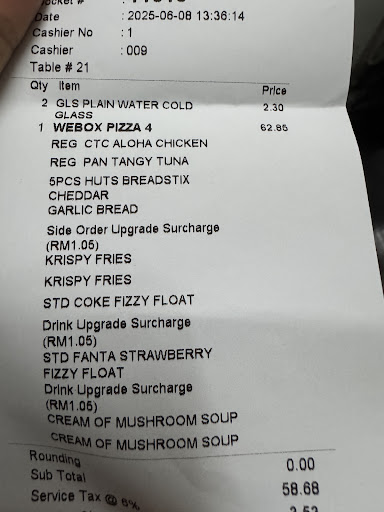 Date : 2025-06-08 13:36:14
Cashier No : 1
Cashier : 009
Table # 21
Qty Item Price
2 GLS PLAIN WATER COLD 2.30
GLASS
1 WEBOX PIZZA 4 62.85
REG CTC ALOHA CHICKEN
REG PAN TANGY TUNA
5PCS HUTS BREADSTIX
CHEDDAR
GARLIC BREAD
Side Order Upgrade Surcharge
(RM1.05)
KRISPY FRIES
KRISPY FRIES
STD COKE FIZZY FLOAT
Drink Upgrade Surcharge
(RM1.05)
STD FANTA STRAWBERRY
FIZZY FLOAT
Drink Upgrade Surcharge
(RM1.05)
CREAM OF MUSHROOM SOUP
CREAM OF MUSHROOM SOUP
Rounding 0.00
Sub Total 58.68
Service Tax @ 6%